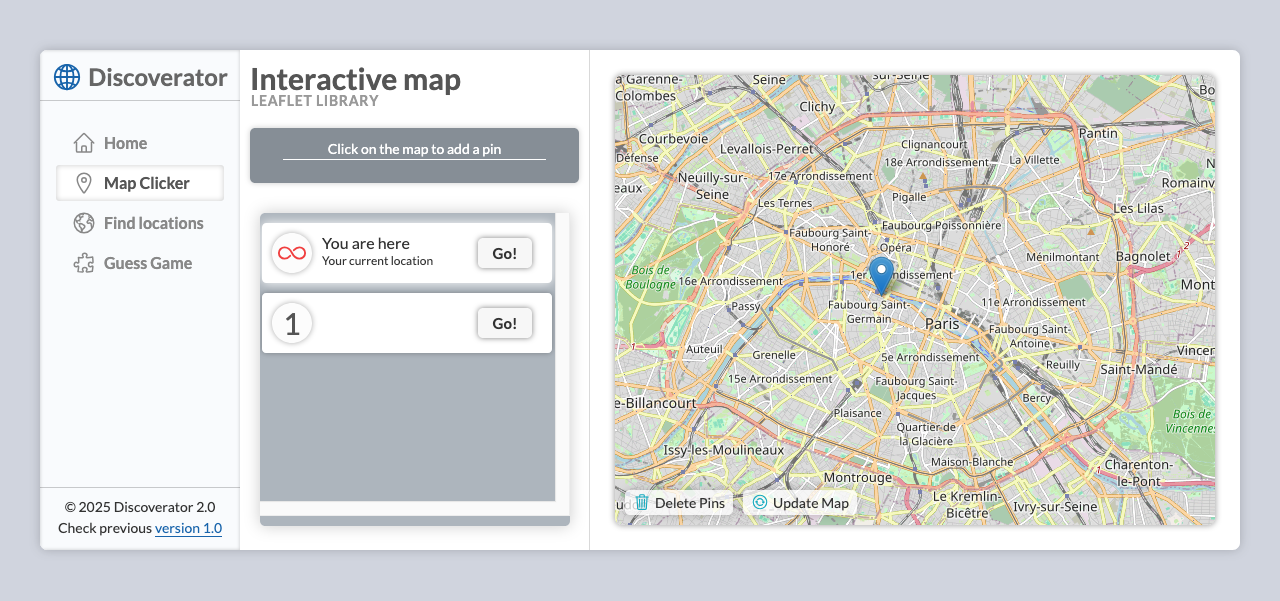 Discoverator
Home
Map Clicker
Find locations
Guess Game
© 2025 Discoverator 2.0
Check previous version 1.0
Interactive map
LEAFLET LIBRARY
Click on the map to add a pin
You are here
Your current location
Go!
1
Go!
a Garenne-
Colombes
Seine
sur-Seine
Clichy
Courbevoie
Levallois-Perret
Défense
Clignancourt
18e Arrondissement
La Villette
Pantin
Neuilly-sur-
Seine
17e Arrondissement
Pigalle
Romainv
Les Ternes
Les Lilas
Faubourg Poissonnière
Faubourg Saint-
Honoré
Opéra
Ménilmontant
Bagnolet
2
Bois de
Boulogne
16e Arrondissement
1er Arrondissement
Mont
Passy
Faubourg Saint-
Germain
11e Arrondissement
Paris
Faubourg Saint-
Antoine
1
Auteuil
Grenelle
5e Arrondissement
Reuilly
Vincen
Saint-Mandé
15e Arrondissement
Faubourg Saint-
Jacques
Bercy
e-Billancourt
Plaisance
Bois de
Vincennes
Quartier de
la Glacière
Issy-les-Moulineaux
Maison-Blanche
Charenton-
le-Pont
1
Montrouge
Le Kremlin-
Bicêtre
Ivry-sur-Seine
Delete Pins
Update Map